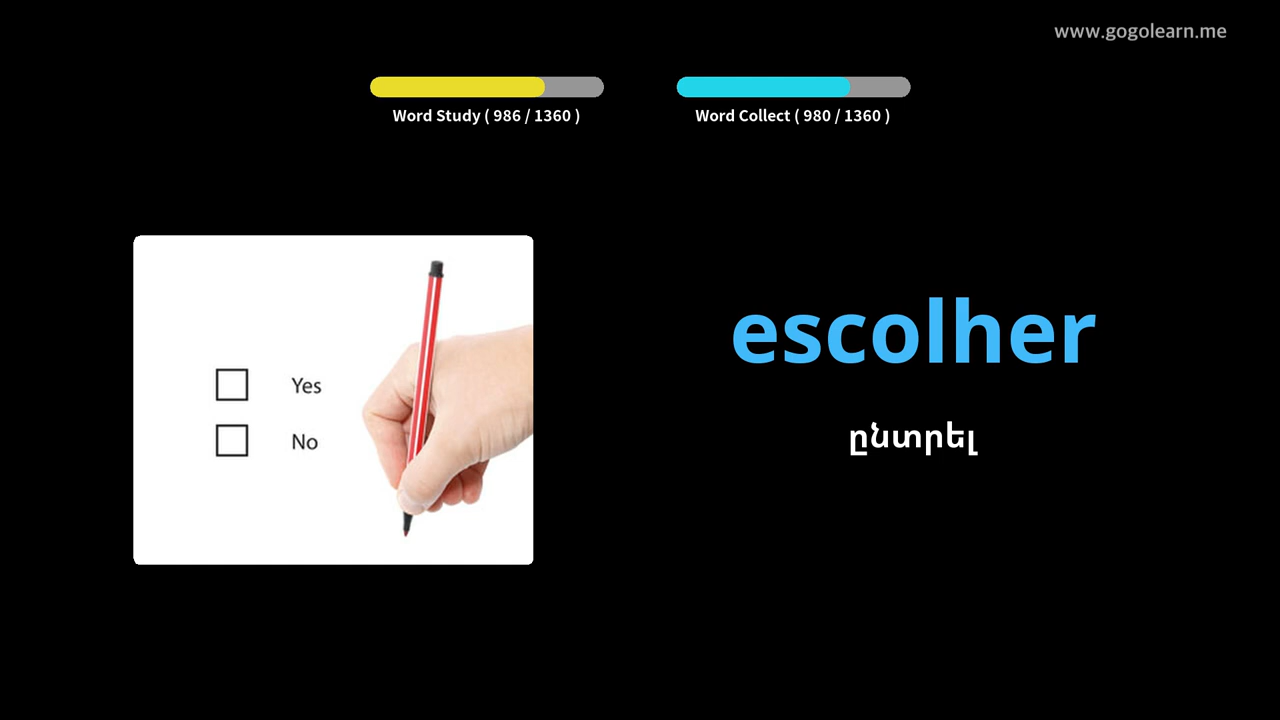 www.gogolearn.me
Word Study ( 986 / 1360 )
Word Collect ( 980 / 1360 )
Yes
No
escolher
ընտրել